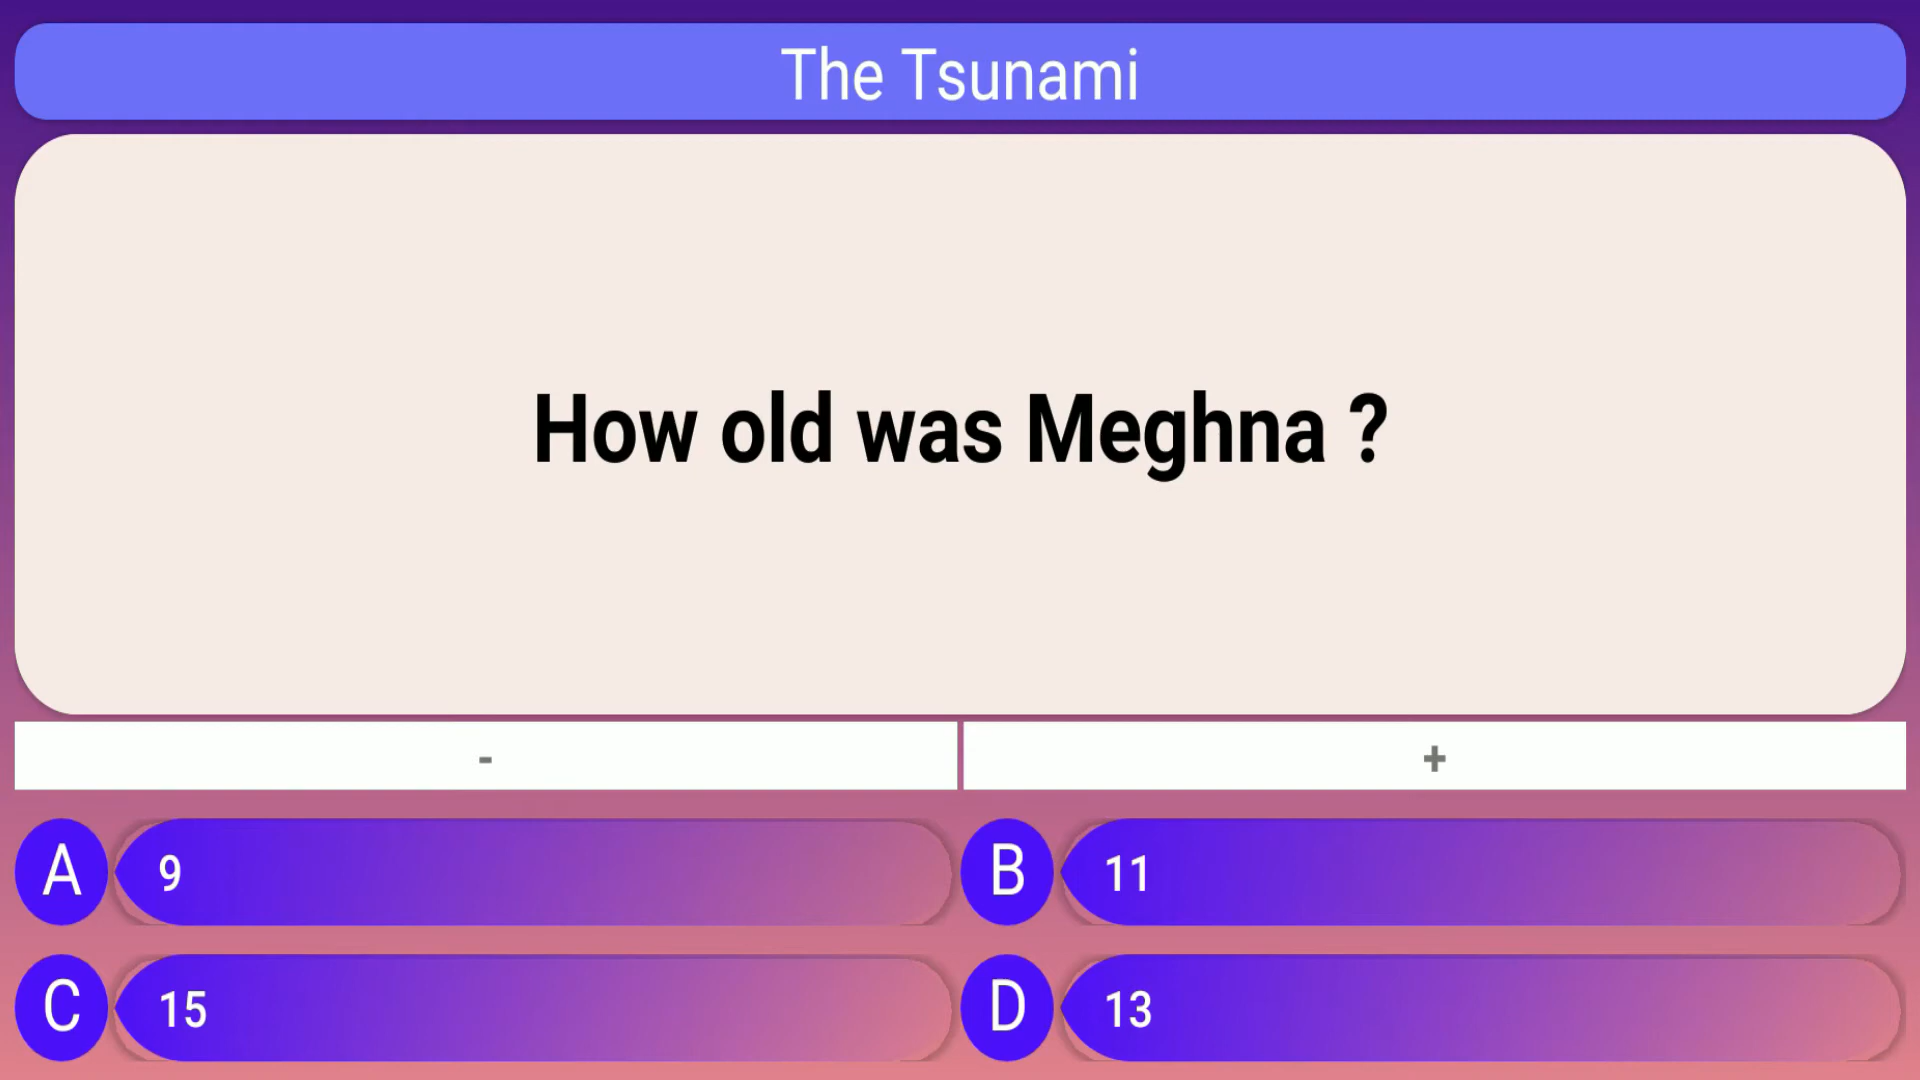 The Tsunami
How old was Meghna ?
- +
A 9
B 11
C 15
D 13